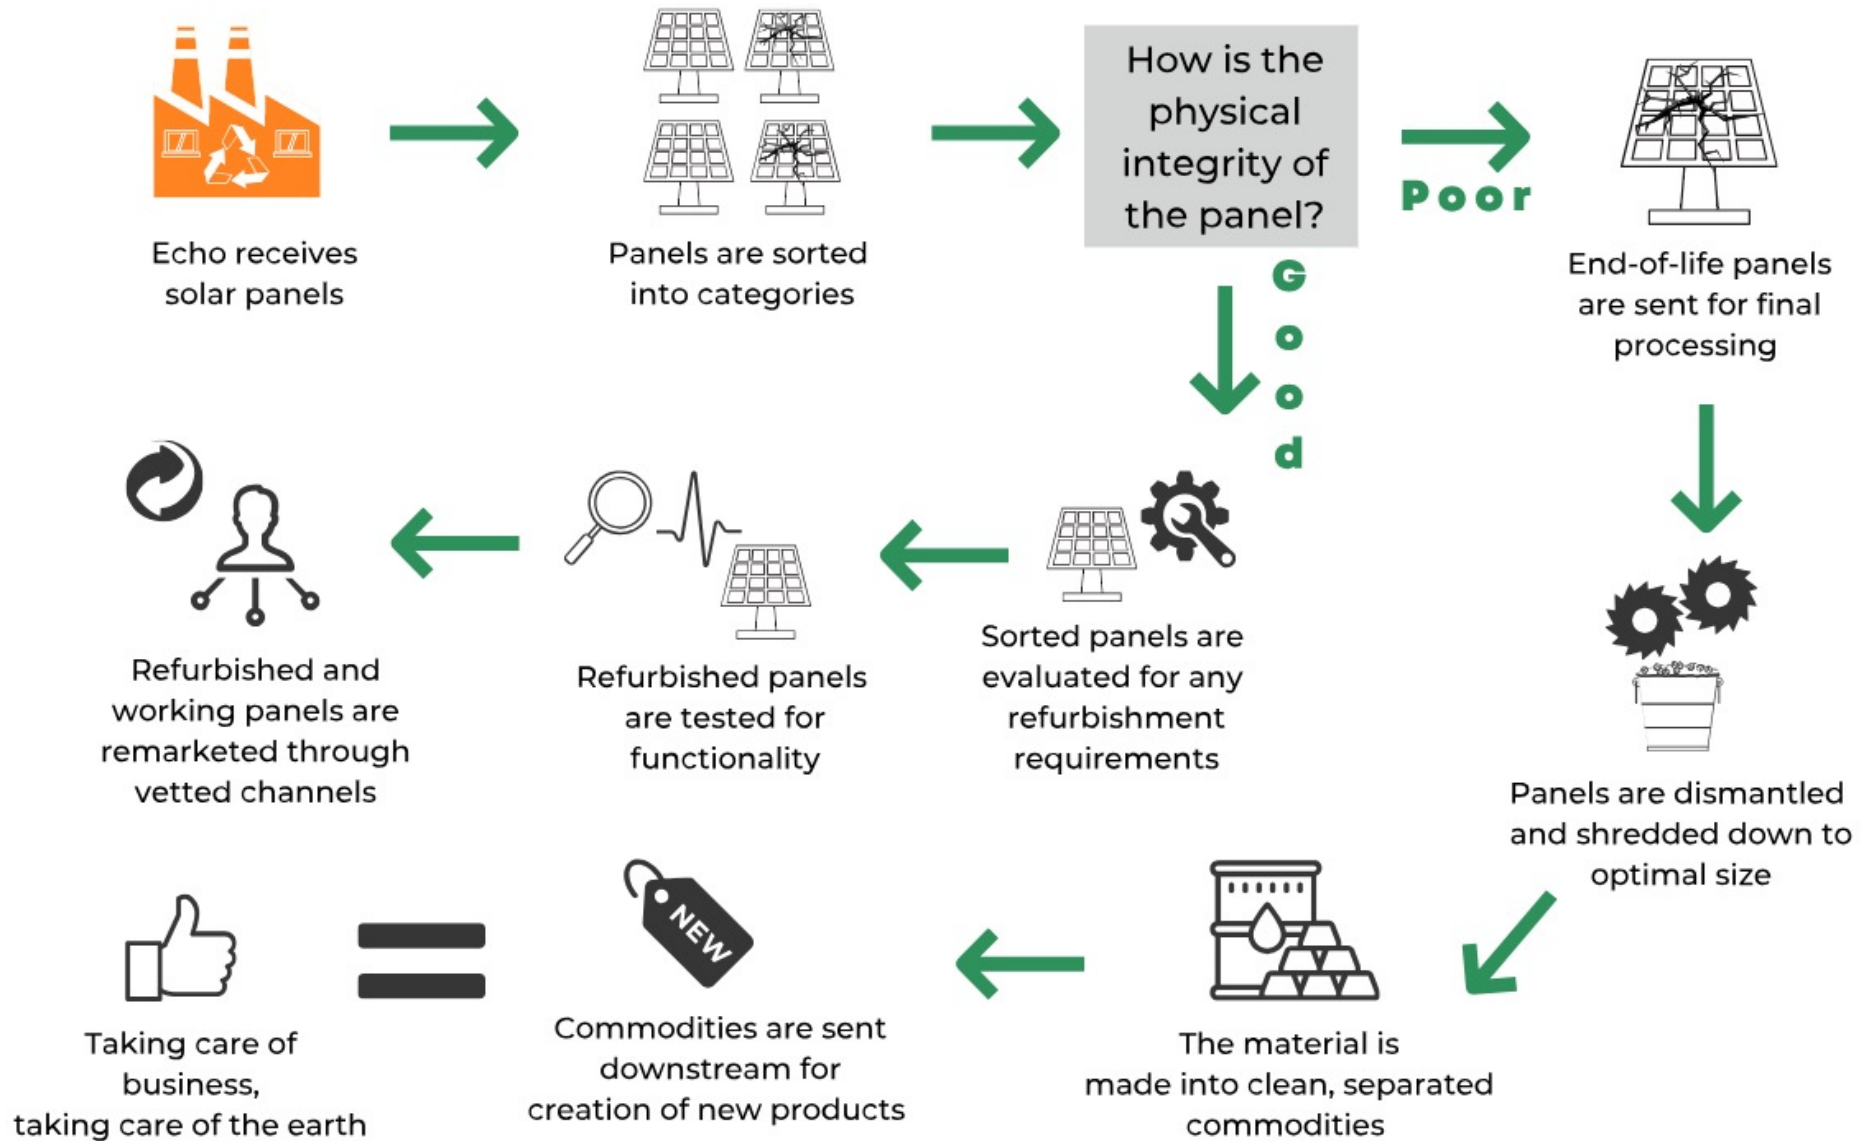 Echo receives
solar panels
Panels are sorted
into categories
How is the
physical
integrity of
the panel?
Poor
End-of-life panels
are sent for final
processing
Good
Refurbished and
working panels are
remarketed through
vetted channels
Refurbished panels
are tested for
functionality
Sorted panels are
evaluated for any
refurbishment
requirements
Panels are dismantled
and shredded down to
optimal size
The material is
made into clean, separated
commodities
NEW
Commodities are sent
downstream for
creation of new products
Taking care of
business,
taking care of the earth